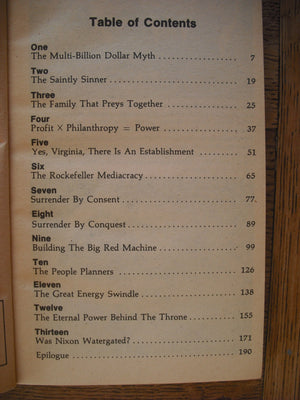 Table of Contents
One
The Multi-Billion Dollar Myth . . . . . . . . . . . . . . . . . 7
Two
The Saintly Sinner . . . . . . . . . . . . . . . . . . . . . . . . . . 19
Three
The Family That Preys Together . . . . . . . . . . . . . . 25
Four
Profit × Philanthropy = Power . . . . . . . . . . . . . . . 37
Five
Yes, Virginia, There Is An Establishment . . . . . . . 51
Six
The Rockefeller Mediacracy . . . . . . . . . . . . . . . . . . 65
Seven
Surrender By Consent . . . . . . . . . . . . . . . . . . . . . . . 77
Eight
Surrender By Conquest . . . . . . . . . . . . . . . . . . . . . . 89
Nine
Building The Big Red Machine . . . . . . . . . . . . . . . . 99
Ten
The People Planners . . . . . . . . . . . . . . . . . . . . . . . . 126
Eleven
The Great Energy Swindle . . . . . . . . . . . . . . . . . . . 138
Twelve
The Eternal Power Behind The Throne . . . . . . . . . 155
Thirteen
Was Nixon Watergated? . . . . . . . . . . . . . . . . . . . . . 171
Epilogue . . . . . . . . . . . . . . . . . . . . . . . . . . . . . . . . . 190